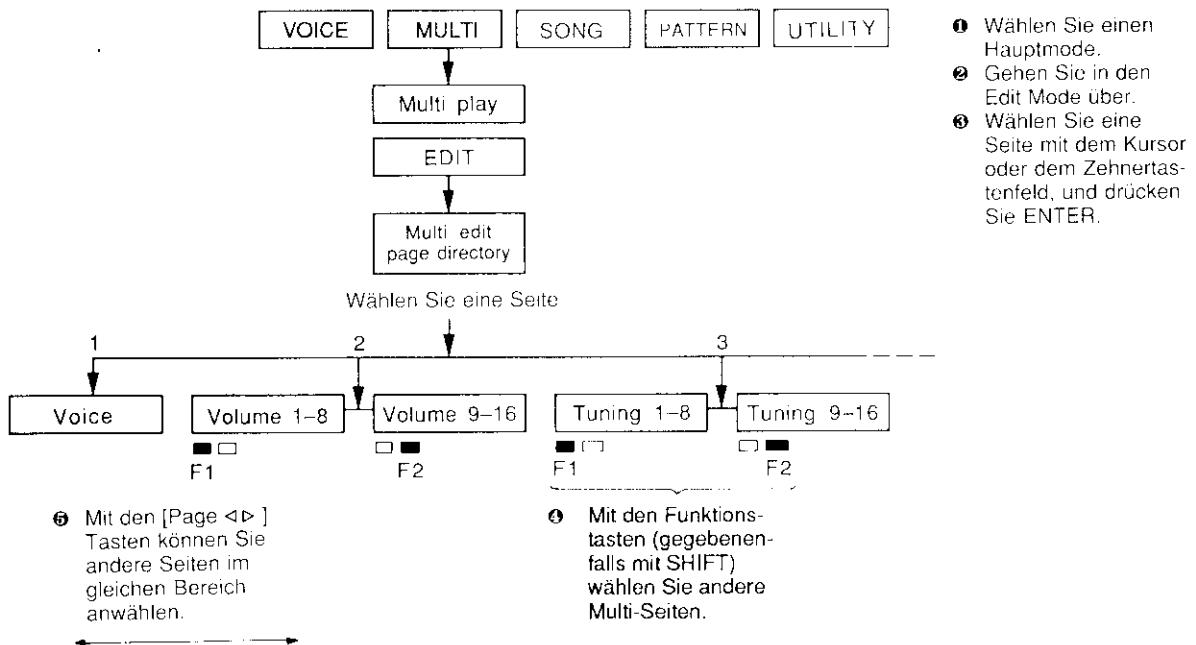 VOICE MULTI SONG PATTERN UTILITY
❶ Wählen Sie einen
Hauptmode.
❷ Gehen Sie in den
Edit Mode über.
❸ Wählen Sie eine
Seite mit dem Kursor
oder dem Zehnertas-
tenfeld, und drücken
Sie ENTER.
Multi play
EDIT
Multi edit
page directory
Wählen Sie eine Seite
1 2 3
Voice Volume 1–8 Volume 9–16 Tuning 1–8 Tuning 9–16
F1 F2 F1 F2
❺ Mit den [Page ◁▷ ]
Tasten können Sie
andere Seiten im
gleichen Bereich
anwählen.
❹ Mit den Funktions-
tasten (gegebenen-
falls mit SHIFT)
wählen Sie andere
Multi-Seiten.